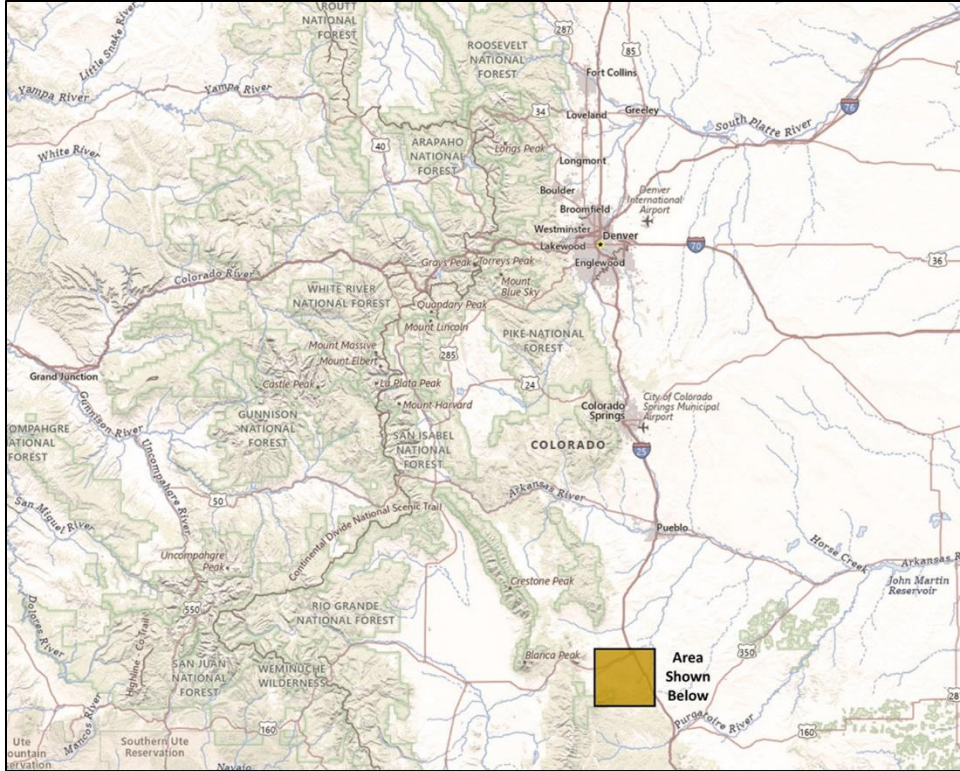 ROUTT
NATIONAL
FOREST
Little Snake River
Yampa River
Yampa River
White River
ROOSEVELT
NATIONAL
FOREST
287
85
Fort Collins
Loveland
Greeley
34
76
South Platte River
40
ARAPAHO
NATIONAL
FOREST
Longs Peak
Longmont
Boulder
Broomfield
Westminster
Denver
International
Airport
Denver
Lakewood
Englewood
70
36
Grays Peak
Torreys Peak
Mount
Blue Sky
Colorado River
WHITE RIVER
NATIONAL FOREST
Quandary Peak
Mount Lincoln
PIKE-NATIONAL
FOREST
Mount Massive
Mount Elbert
285
24
Grand Junction
Castle Peak
La Plata Peak
Mount Harvard
Gunnison River
GUNNISON
NATIONAL
FOREST
Colorado
Springs
City of Colorado
Springs Municipal
Airport
OMPAHGRE
ATIONAL
FOREST
Uncompahgre River
SAN ISABEL
NATIONAL
FOREST
COLORADO
25
San Miguel River
50
Arkansas River
Continental Divide National Scenic Trail
Pueblo
Horse Creek
Arkansas R
John Martin
Reservoir
Uncompahgre
Peak
Crestone Peak
Dolores River
550
RIO GRANDE
NATIONAL FOREST
Highline - Co Trail
SAN JUAN
NATIONAL
FOREST
WEMINUCHE
WILDERNESS
Blanca Peak
Area
Shown
Below
350
Mancos River
160
Purgatoire River
160
287
Ute
ountain
servation
Southern Ute
Reservation
Navajo